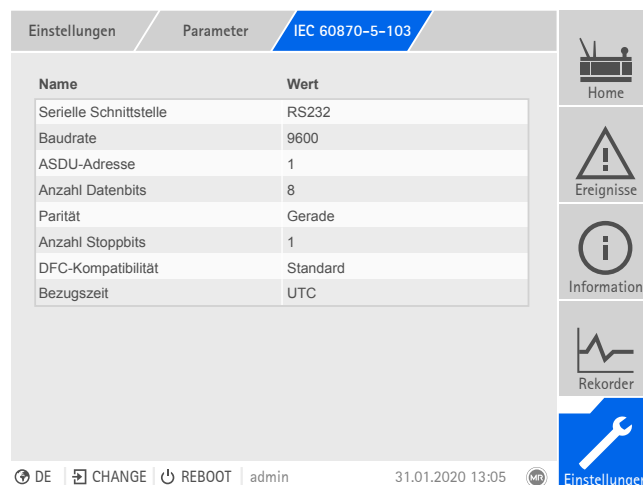 Einstellungen Parameter IEC 60870-5-103
Name Wert
Serielle Schnittstelle RS232
Baudrate 9600
ASDU-Adresse 1
Anzahl Datenbits 8
Parität Gerade
Anzahl Stoppbits 1
DFC-Kompatibilität Standard
Bezugszeit UTC
Home
Ereignisse
Information
Rekorder
Einstellungen
DE CHANGE REBOOT admin 31.01.2020 13:05 MR